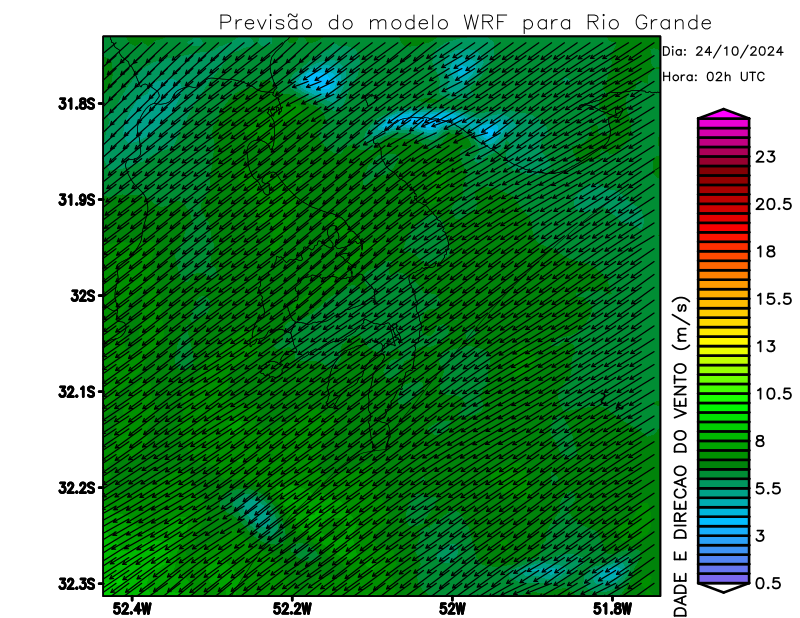 Previsão do modelo WRF para Rio Grande
Dia: 24/10/2024
Hora: 02h UTC
31.8S
31.9S
32S
32.1S
32.2S
32.3S
52.4W
52.2W
52W
51.8W
23
20.5
18
15.5
13
10.5
8
5.5
3
0.5
DADE E DIRECAO DO VENTO (m/s)